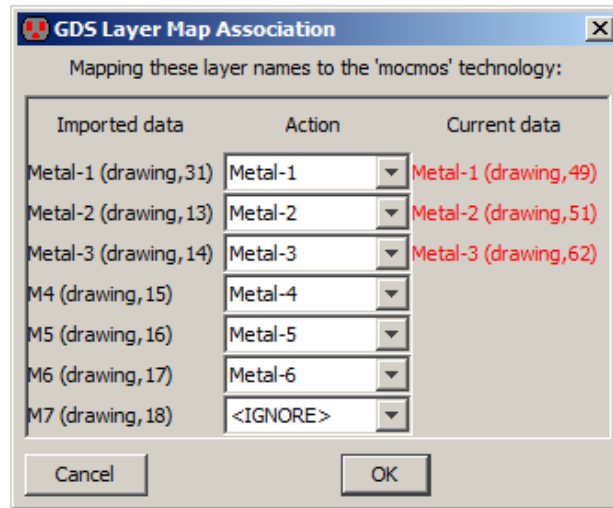 GDS Layer Map Association
Mapping these layer names to the 'mocmos' technology:
Imported data Action Current data
Metal-1 (drawing,31) Metal-1 Metal-1 (drawing,49)
Metal-2 (drawing,13) Metal-2 Metal-2 (drawing,51)
Metal-3 (drawing,14) Metal-3 Metal-3 (drawing,62)
M4 (drawing,15) Metal-4
M5 (drawing,16) Metal-5
M6 (drawing,17) Metal-6
M7 (drawing,18) <IGNORE>
Cancel OK